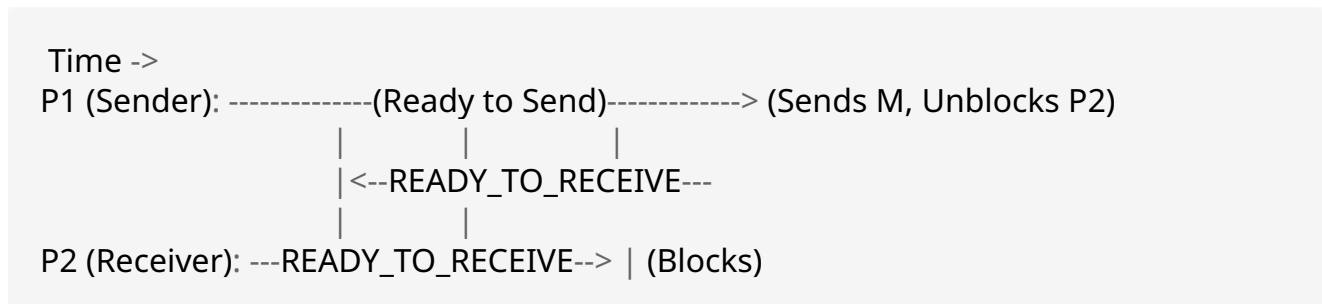 Time ->
P1 (Sender): --------------(Ready to Send)-------------> (Sends M, Unblocks P2)
| | |
|<--READY_TO_RECEIVE---
| |
P2 (Receiver): ---READY_TO_RECEIVE--> | (Blocks)